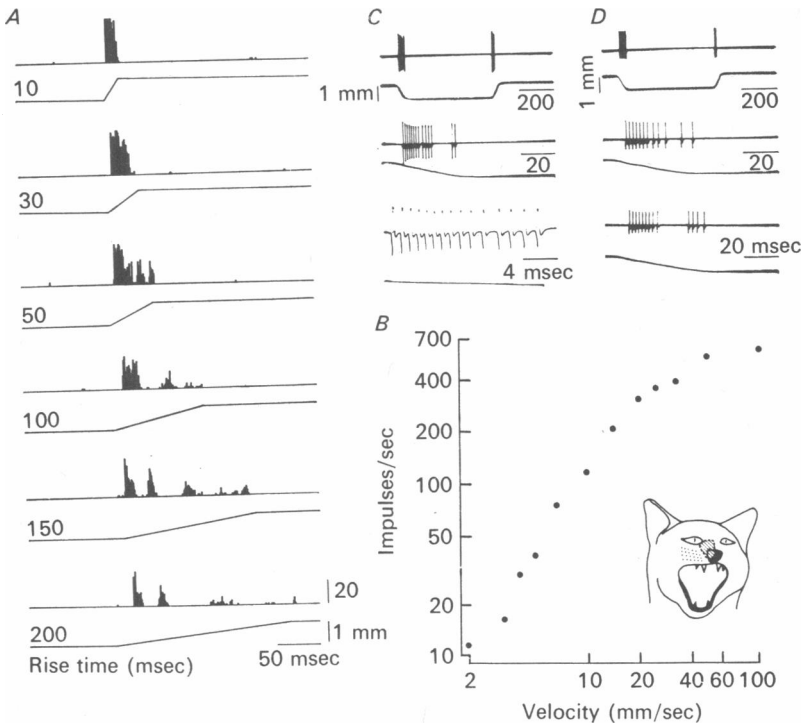 A
10
30
50
100
150
200
20
1 mm
Rise time (msec)
50 msec
C
1 mm
200
20
4 msec
D
1 mm
200
20
20 msec
B
700
400
200
100
50
20
10
Impulses/sec
2
10
20
40 60 100
Velocity (mm/sec)